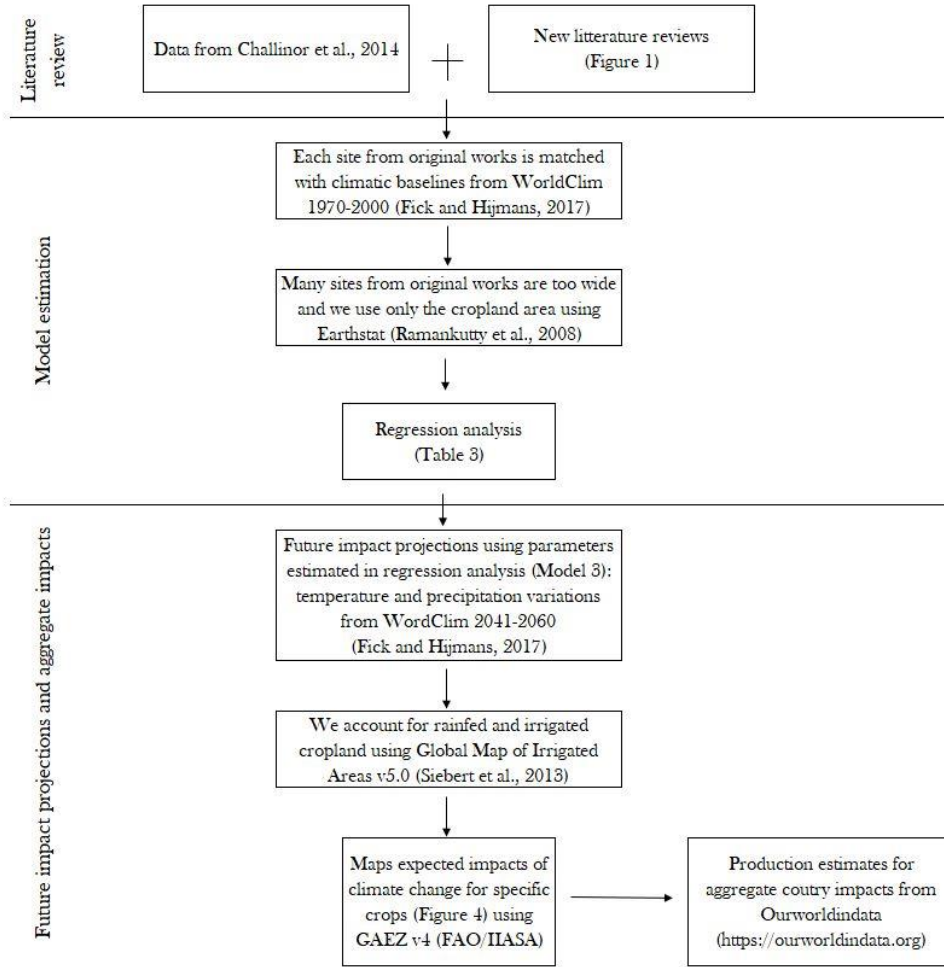 Literature
review
Data from Challinor et al., 2014
New litterature reviews
(Figure 1)
Model estimation
Each site from original works is matched
with climatic baselines from WorldClim
1970-2000 (Fick and Hijmans, 2017)
Many sites from original works are too wide
and we use only the cropland area using
Earthstat (Ramankutty et al., 2008)
Regression analysis
(Table 3)
Future impact projections and aggregate impacts
Future impact projections using parameters
estimated in regression analysis (Model 3):
temperature and precipitation variations
from WordClim 2041-2060
(Fick and Hijmans, 2017)
We account for rainfed and irrigated
cropland using Global Map of Irrigated
Areas v5.0 (Siebert et al., 2013)
Maps expected impacts of
climate change for specific
crops (Figure 4) using
GAEZ v4 (FAO/IIASA)
Production estimates for
aggregate coutry impacts from
Ourworldindata
(https://ourworldindata.org)